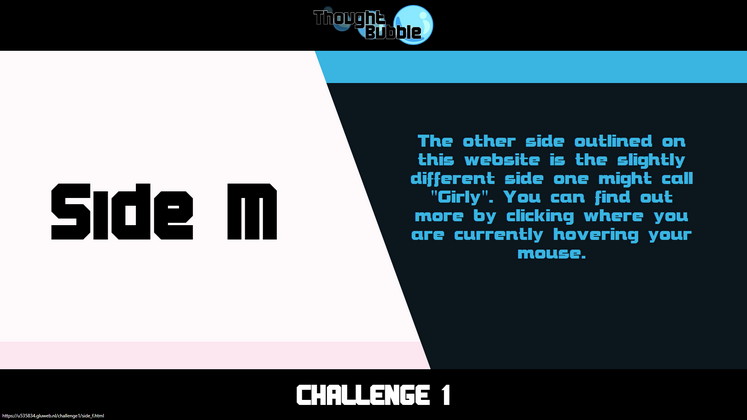 Thought
Bubble
Side M
The other side outlined on
this website is the slightly
different side one might call
"Girly". You can find out
more by clicking where you
are currently hovering your
mouse.
CHALLENGE 1
https://u535834.gluweb.nl/challenge1/side_f.html